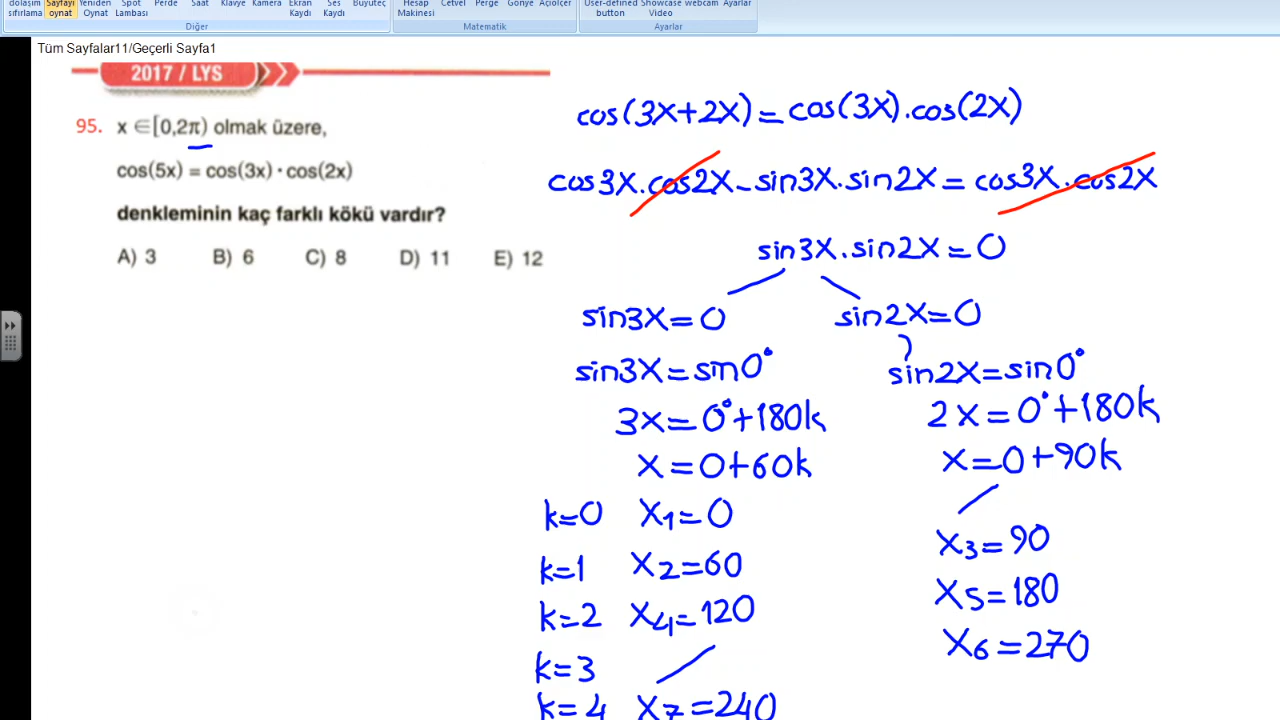 dolaşım Sayfayı Yeniden Spot Perde Saat Klavye Kamera Ekran Ses Büyüteç Hesap Cetvel Perge Gönye Açıölçer User-defined Showcase webcam Ayarlar
sıfırlama oynat Oynat Lambası Kaydı Kaydı Makinesi button Video
Diğer Matematik Ayarlar
Tüm Sayfalar11/Geçerli Sayfa1
2017 / LYS
95. x ∈ [0,2π) olmak üzere,
cos(5x) = cos(3x) · cos(2x)
denkleminin kaç farklı kökü vardır?
A) 3 B) 6 C) 8 D) 11 E) 12
cos(3x+2x) = cos(3x).cos(2x)
cos3x.cos2x - sin3x.sin2x = cos3x.cos2x
sin3x.sin2x = 0
sin3x = 0
sin3x = sin0°
3x = 0°+180k
x = 0+60k
k=0 x₁=0
k=1 x₂=60
k=2 x₄=120
k=3
k=4 x₇=240
sin2x=0
sin2x=sin0°
2x = 0°+180k
x=0+90k
x₃=90
x₅=180
x₆=270